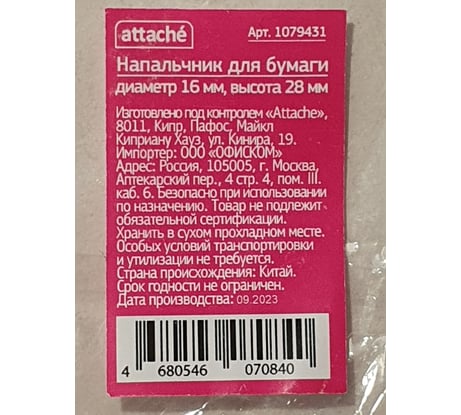 attaché Арт. 1079431
Напальчник для бумаги
диаметр 16 мм, высота 28 мм
Изготовлено под контролем «Attache»,
8011, Кипр, Пафос, Майкл
Киприану Хауз, ул. Кинира, 19.
Импортер: ООО «ОФИСКОМ»
Адрес: Россия, 105005, г. Москва,
Аптекарский пер., 4 стр. 4, пом. III.
каб. 6. Безопасно при использовании
по назначению. Товар не подлежит
обязательной сертификации.
Хранить в сухом прохладном месте.
Особых условий транспортировки
и утилизации не требуется.
Страна происхождения: Китай.
Срок годности не ограничен.
Дата производства: 09.2023
4 680546 070840